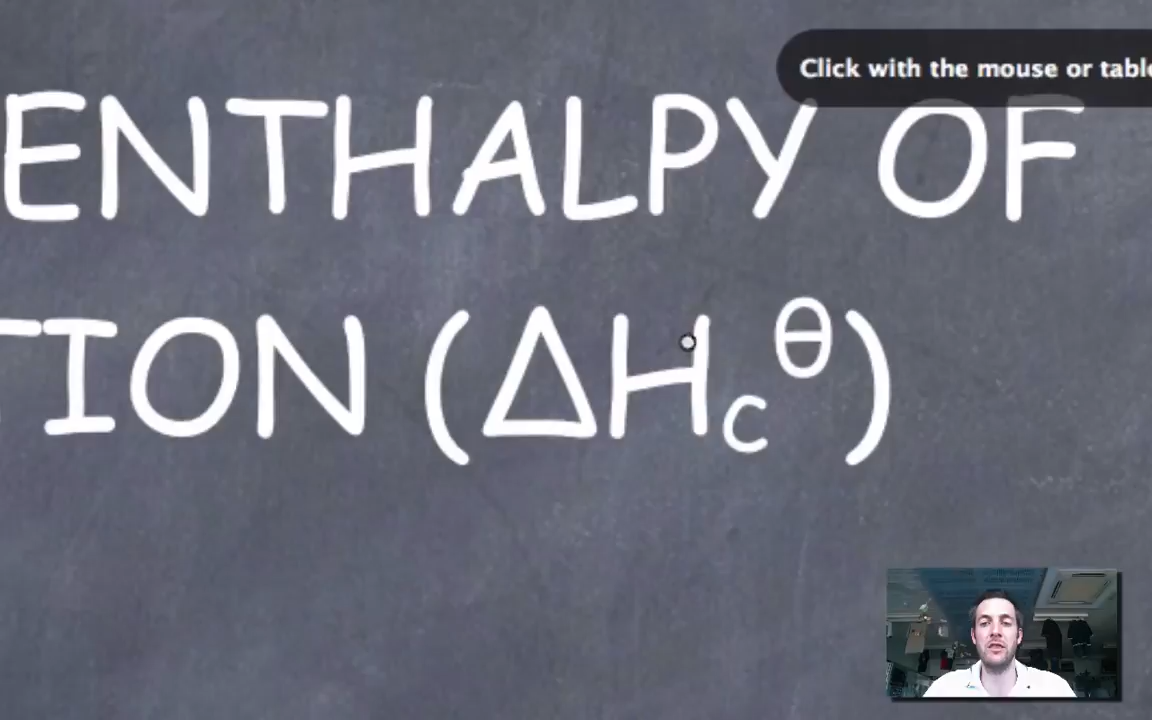 Click with the mouse or table
ENTHALPY OF
TION (ΔHcθ)